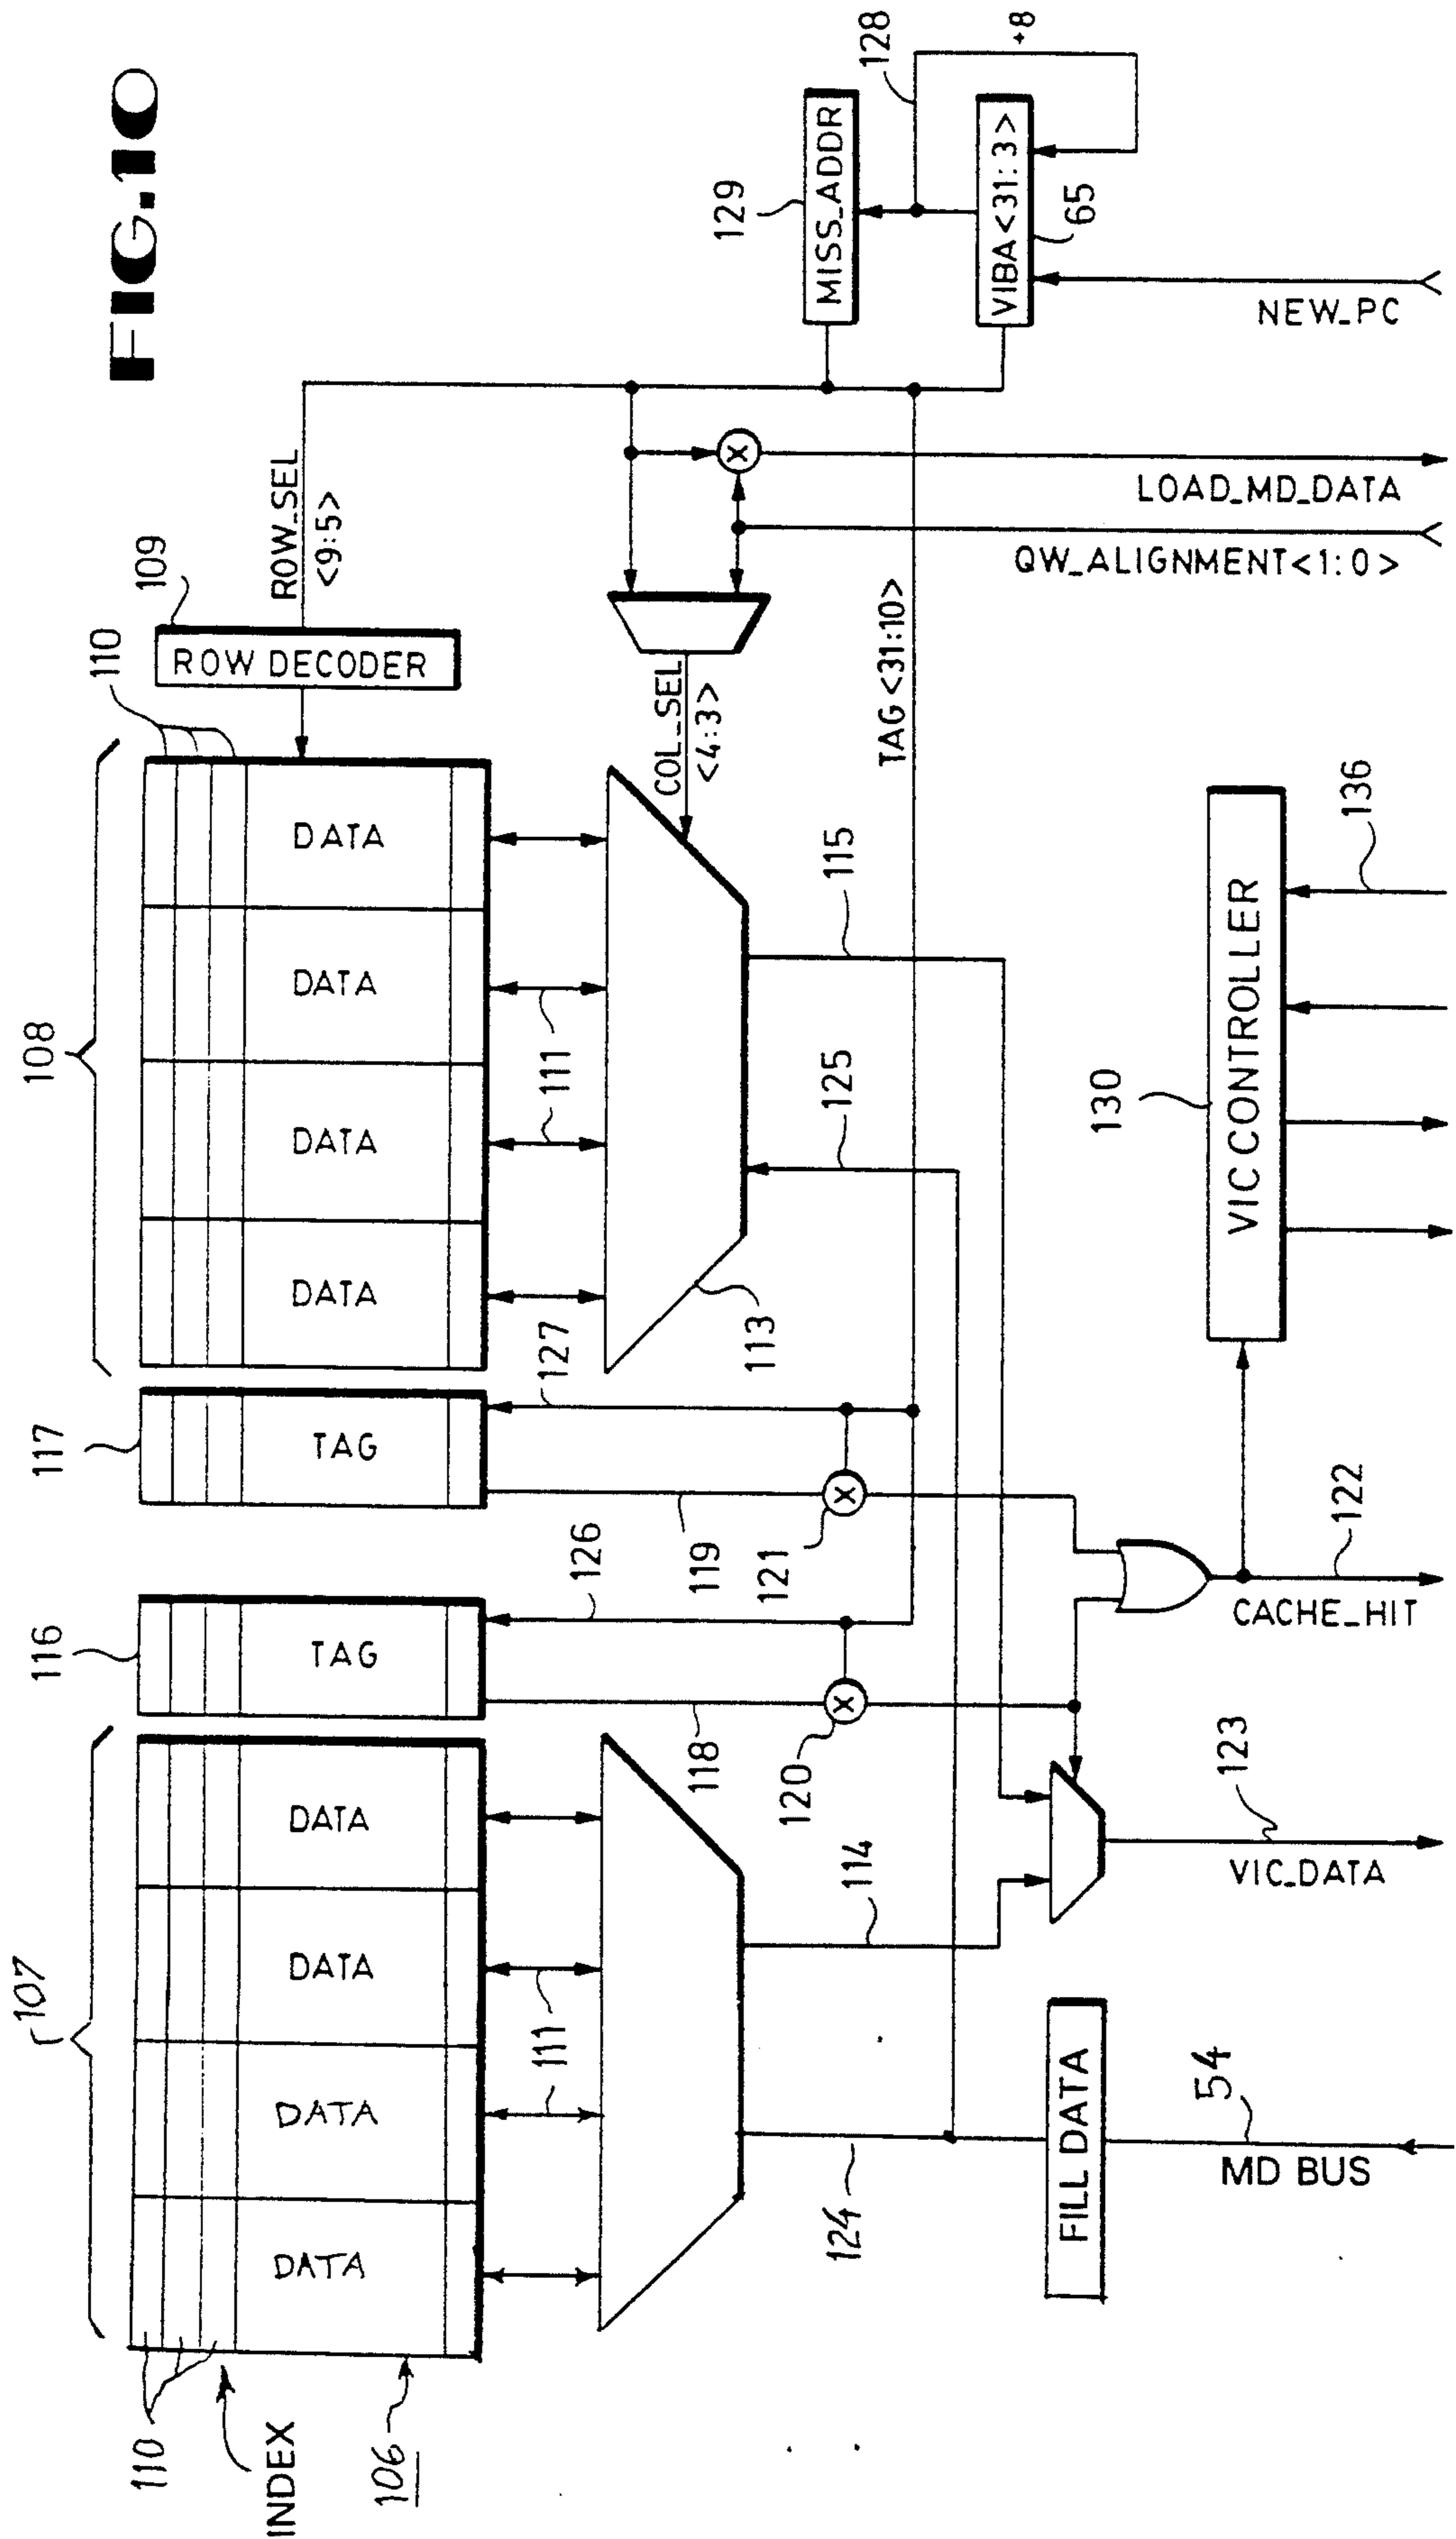 FIG.10
108
110
109
ROW DECODER
ROW_SEL
<9:5>
107
116
117
110
INDEX
106
DATA
DATA
DATA
DATA
TAG
TAG
DATA
DATA
DATA
DATA
111
111
113
127
126
COL_SEL
<4:3>
118
119
120
121
124
114
125
115
TAG <31:10>
129
MISS_ADDR
128
+8
VIBA <31:3>
65
X
X
X
FILL DATA
54
MD BUS
VIC_DATA
123
CACHE_HIT
122
130
VIC CONTROLLER
136
QW_ALIGNMENT<1:0>
LOAD_MD_DATA
NEW_PC